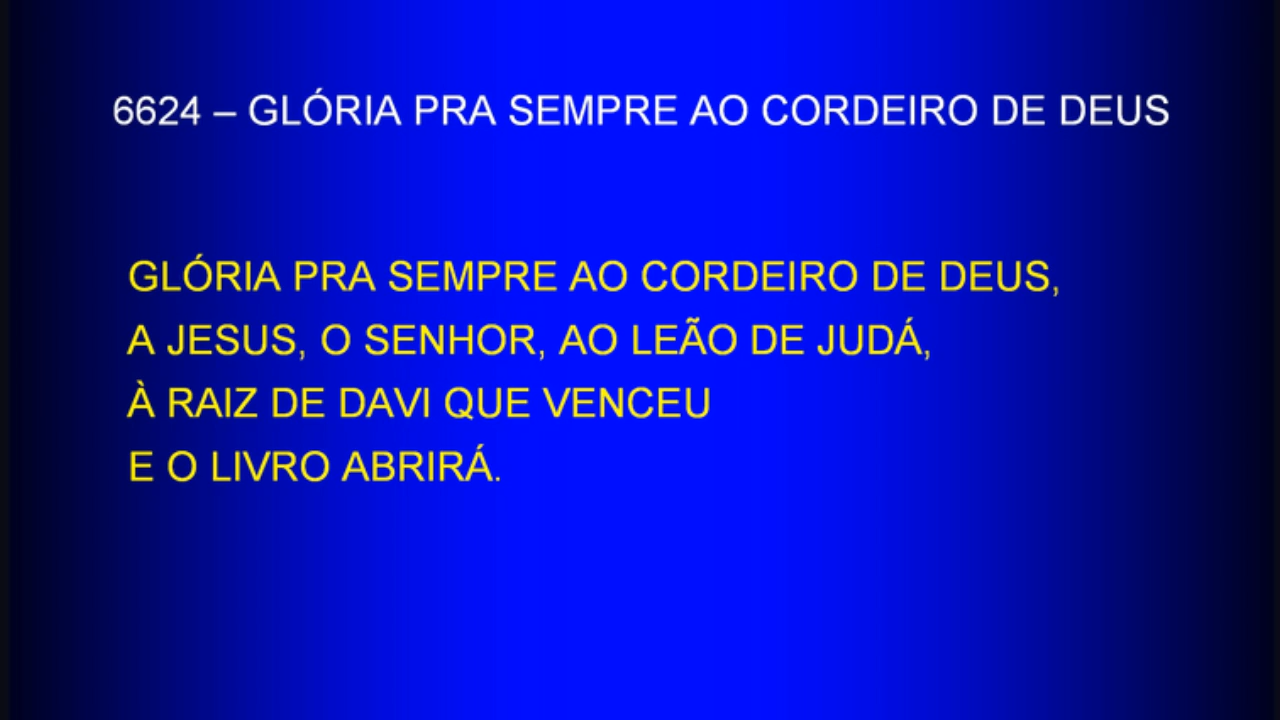 6624 – GLÓRIA PRA SEMPRE AO CORDEIRO DE DEUS
GLÓRIA PRA SEMPRE AO CORDEIRO DE DEUS,
A JESUS, O SENHOR, AO LEÃO DE JUDÁ,
À RAIZ DE DAVI QUE VENCEU
E O LIVRO ABRIRÁ.